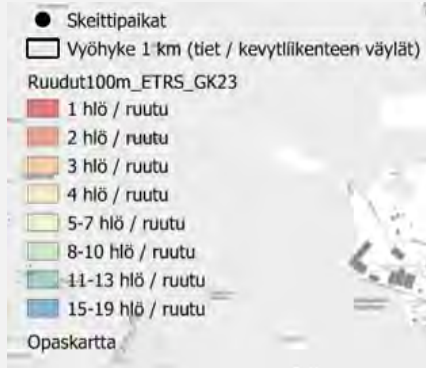 Skeittipaikat
Vyöhyke 1 km (tiet / kevytliikenteen väylät)
Ruudut100m_ETRS_GK23
1 hlö / ruutu
2 hlö / ruutu
3 hlö / ruutu
4 hlö / ruutu
5-7 hlö / ruutu
8-10 hlö / ruutu
11-13 hlö / ruutu
15-19 hlö / ruutu
Opaskartta